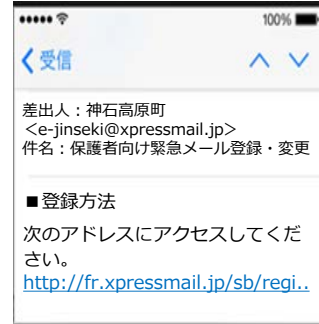 100%
受信
差出人：神石高原町
＜e-jinseki@xpressmail.jp＞
件名：保護者向け緊急メール登録・変更
■登録方法
次のアドレスにアクセスしてくだ
さい。
http://fr.xpressmail.jp/sb/regi..